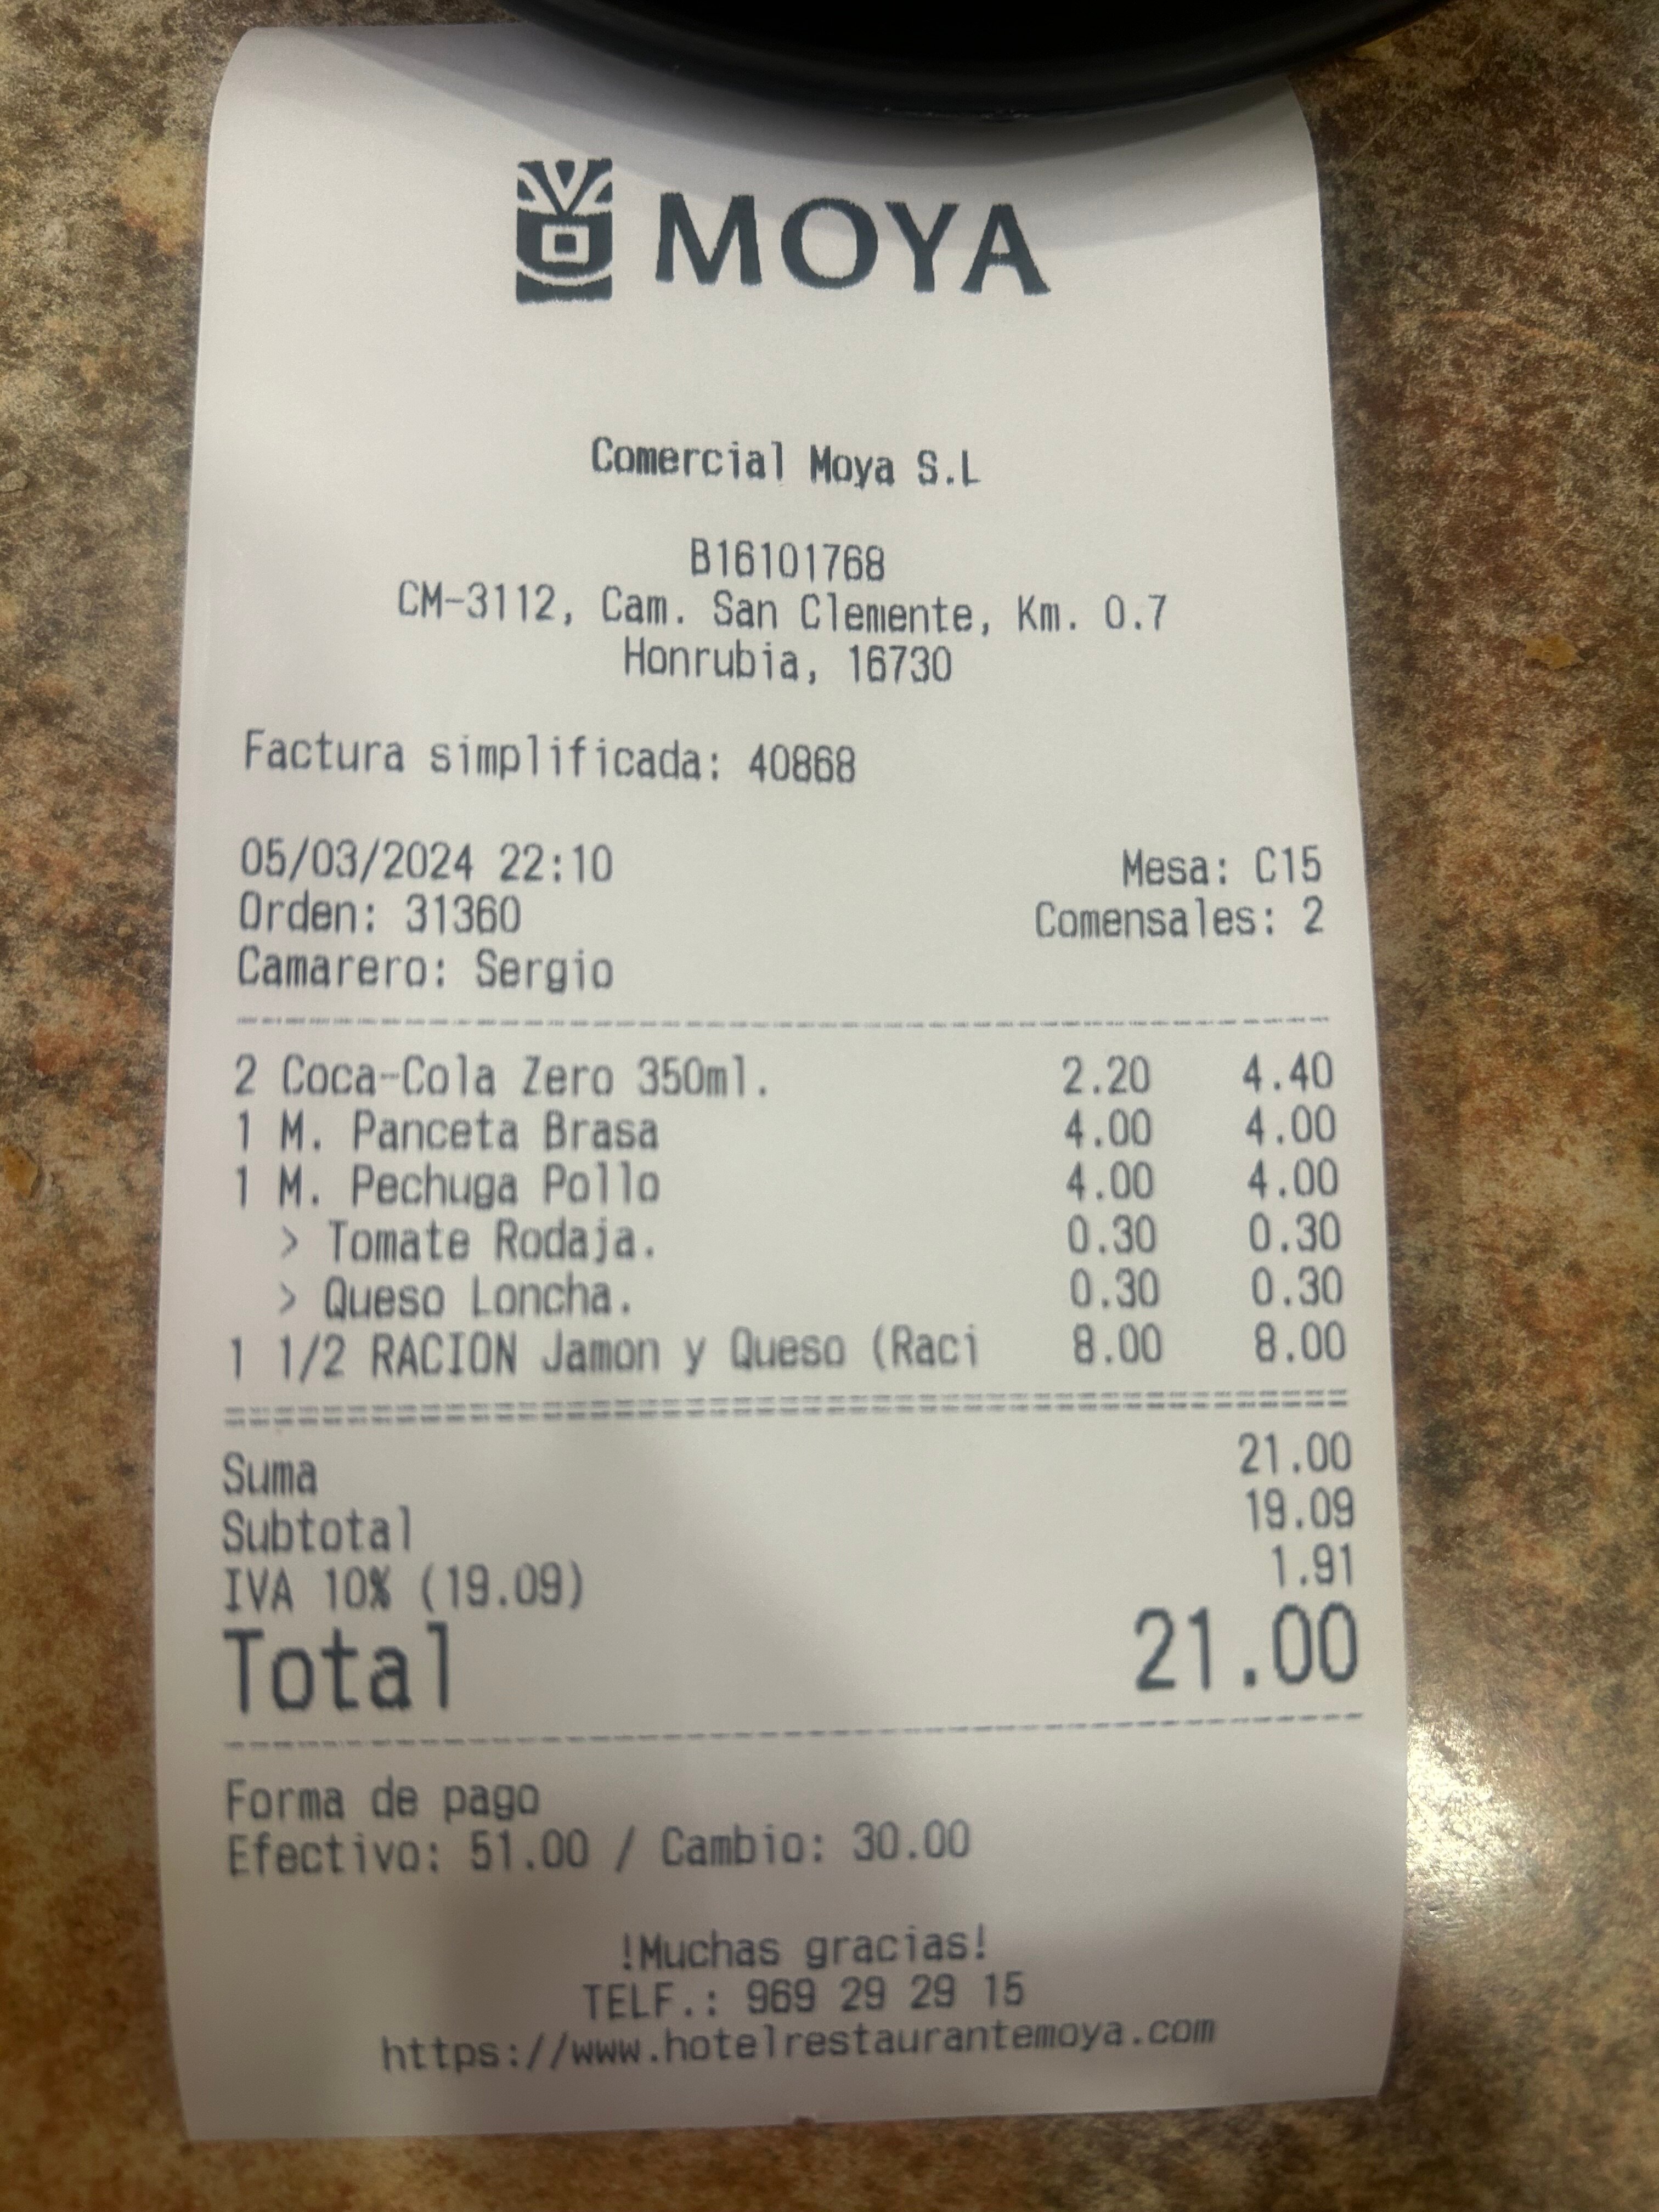 MOYA
Comercial Moya S.L
B16101768
CM-3112, Cam. San Clemente, Km. 0.7
Honrubia, 16730
Factura simplificada: 40868
05/03/2024 22:10 Mesa: C15
Orden: 31360 Comensales: 2
Camarero: Sergio
2 Coca-Cola Zero 350ml. 2.20 4.40
1 M. Panceta Brasa 4.00 4.00
1 M. Pechuga Pollo 4.00 4.00
> Tomate Rodaja. 0.30 0.30
> Queso Loncha. 0.30 0.30
1 1/2 RACION Jamon y Queso (Raci 8.00 8.00
Suma 21.00
Subtotal 19.09
IVA 10% (19.09) 1.91
Total 21.00
Forma de pago
Efectivo: 51.00 / Cambio: 30.00
!Muchas gracias!
TELF.: 969 29 29 15
https://www.hotelrestaurantemoya.com